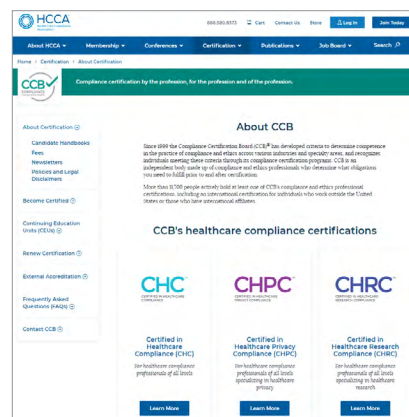 HCCA
888.580.8373 Cart Contact Us Store Log In Join Today
About HCCA Membership Conferences Certification Publications Job Board Search
Home > Certification > About Certification
CCB
COMPLIANCE
CERTIFICATION
BOARD
Compliance certification by the profession, for the profession and of the profession.
About Certification
Candidate Handbooks
Fees
Newsletters
Policies and Legal
Disclaimers
Become Certified
Continuing Education
Units (CEUs)
Renew Certification
External Accreditation
Frequently Asked
Questions (FAQs)
Contact CCB
About CCB
Since 1999 the Compliance Certification Board (CCB)® has developed criteria to determine competence
in the practice of compliance and ethics across various industries and specialty areas, and recognizes
individuals meeting these criteria through its compliance certification programs. CCB is an
independent body made up of compliance and ethics professionals who determine what obligations
you need to fulfill prior to and after certification.
More than 11,700 people actively hold at least one of CCB's compliance and ethics professional
certifications, including an international certification for individuals who work outside the United
States or those who have international affiliates.
CCB's healthcare compliance certifications
CHC™
CERTIFIED IN HEALTHCARE
COMPLIANCE
Certified in
Healthcare
Compliance (CHC)
For healthcare compliance
professionals of all levels
Learn More
CHPC™
CERTIFIED IN HEALTHCARE
PRIVACY COMPLIANCE
Certified in
Healthcare Privacy
Compliance (CHPC)
For healthcare compliance
professionals of all levels
specializing in healthcare
privacy
Learn More
CHRC™
CERTIFIED IN HEALTHCARE
RESEARCH COMPLIANCE
Certified in
Healthcare Research
Compliance (CHRC)
For healthcare compliance
professionals of all levels
specializing in healthcare
research
Learn More